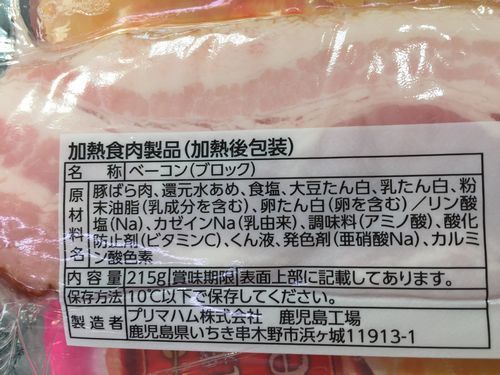 加熱食肉製品(加熱後包装)
名称 ベーコン(ブロック)
原材料名 豚ばら肉、還元水あめ、食塩、大豆たん白、乳たん白、粉
末油脂(乳成分を含む)、卵たん白(卵を含む)/リン酸
塩(Na)、カゼインNa(乳由来)、調味料(アミノ酸)、酸化
防止剤(ビタミンC)、くん液、発色剤(亜硝酸Na)、カルミ
ン酸色素
内容量 215g 賞味期限 表面上部に記載してあります。
保存方法 10℃以下で保存してください。
製造者 プリマハム株式会社 鹿児島工場
鹿児島県いちき串木野市浜ヶ城11913-1